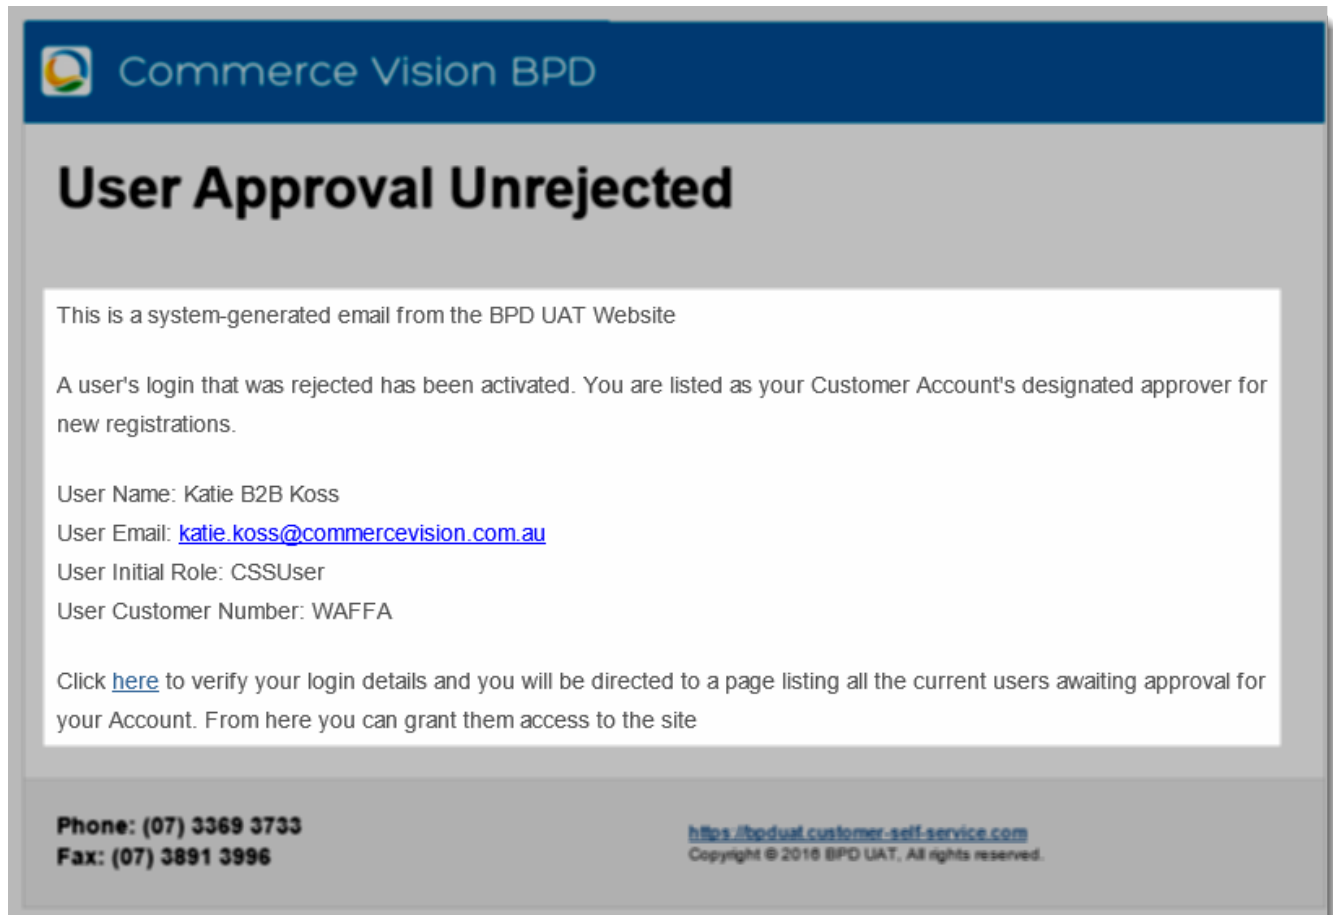 Commerce Vision BPD
User Approval Unrejected
This is a system-generated email from the BPD UAT Website
A user's login that was rejected has been activated. You are listed as your Customer Account's designated approver for
new registrations.
User Name: Katie B2B Koss
User Email: katie.koss@commercevision.com.au
User Initial Role: CSSUser
User Customer Number: WAFFA
Click here to verify your login details and you will be directed to a page listing all the current users awaiting approval for
your Account. From here you can grant them access to the site
Phone: (07) 3369 3733
Fax: (07) 3891 3996
https://bpduat.customer-self-service.com
Copyright © 2016 BPD UAT, All rights reserved.